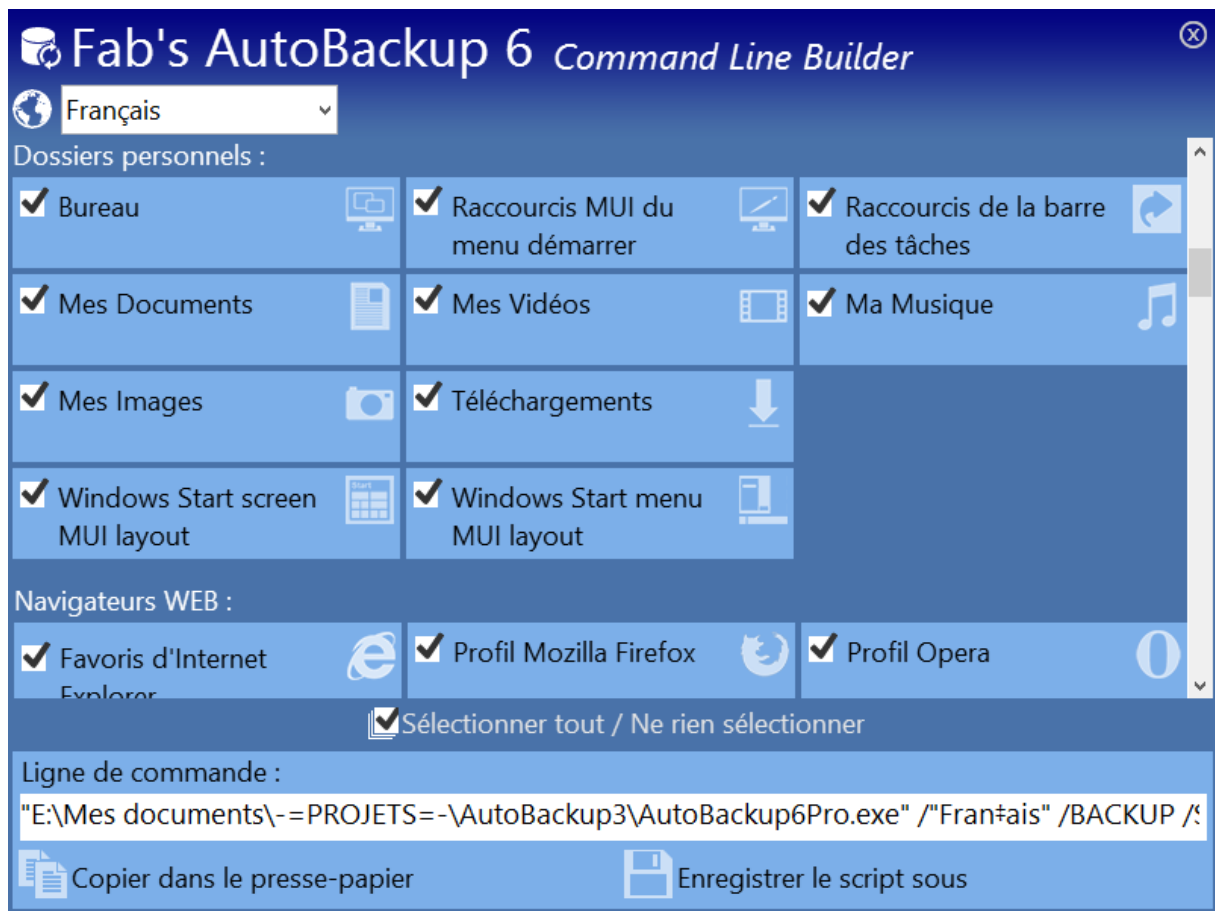 Fab's AutoBackup 6 Command Line Builder
Français
Dossiers personnels :
Bureau
Raccourcis MUI du
menu démarrer
Raccourcis de la barre
des tâches
Mes Documents
Mes Vidéos
Ma Musique
Mes Images
Téléchargements
Windows Start screen
MUI layout
Start
Windows Start menu
MUI layout
Navigateurs WEB :
Favoris d'Internet
Explorer
Profil Mozilla Firefox
Profil Opera
Sélectionner tout / Ne rien sélectionner
Ligne de commande :
"E:\Mes documents\-=PROJETS=-\AutoBackup3\AutoBackup6Pro.exe" /"Fran‡ais" /BACKUP /S
Copier dans le presse-papier
Enregistrer le script sous